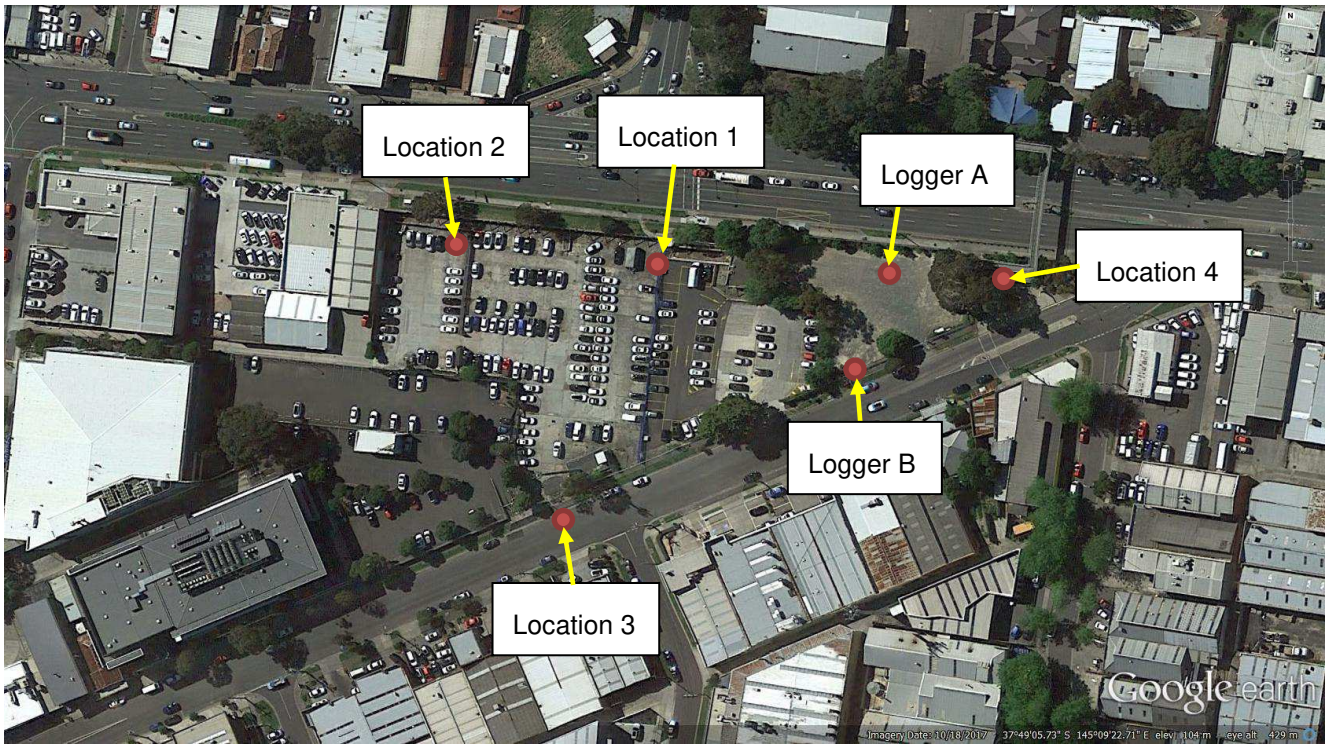 N
Location 2
Location 1
Logger A
Location 4
Logger B
Location 3
Google earth
Imagery Date: 10/18/2017 37°49'05.73" S 145°09'22.71" E elev 104 m eye alt 429 m